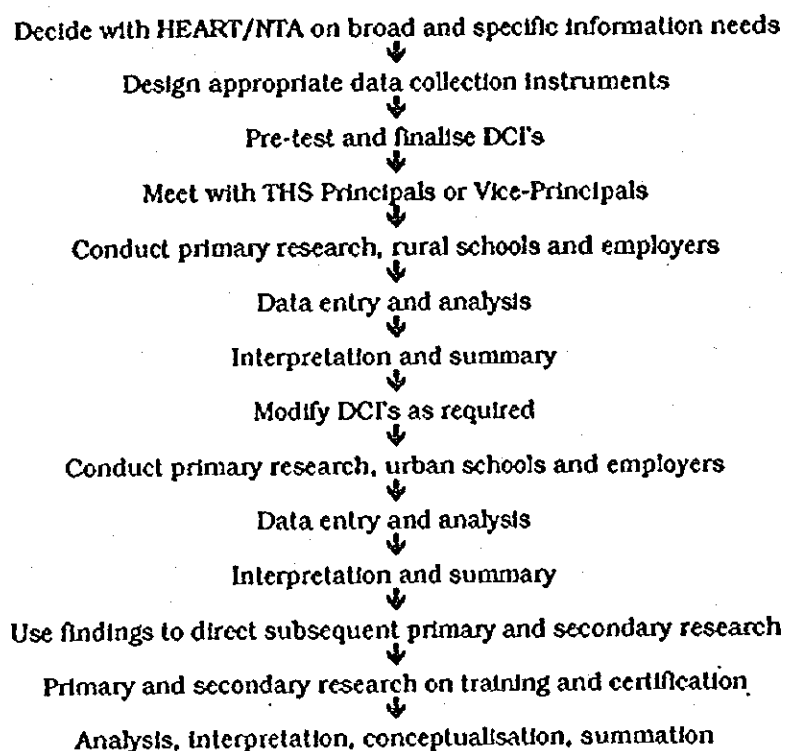 Decide with HEART/NTA on broad and specific information needs
Design appropriate data collection instruments
Pre-test and finalise DCI's
Meet with THS Principals or Vice-Principals
Conduct primary research, rural schools and employers
Data entry and analysis
Interpretation and summary
Modify DCI's as required
Conduct primary research, urban schools and employers
Data entry and analysis
Interpretation and summary
Use findings to direct subsequent primary and secondary research
Primary and secondary research on training and certification
Analysis, interpretation, conceptualisation, summation